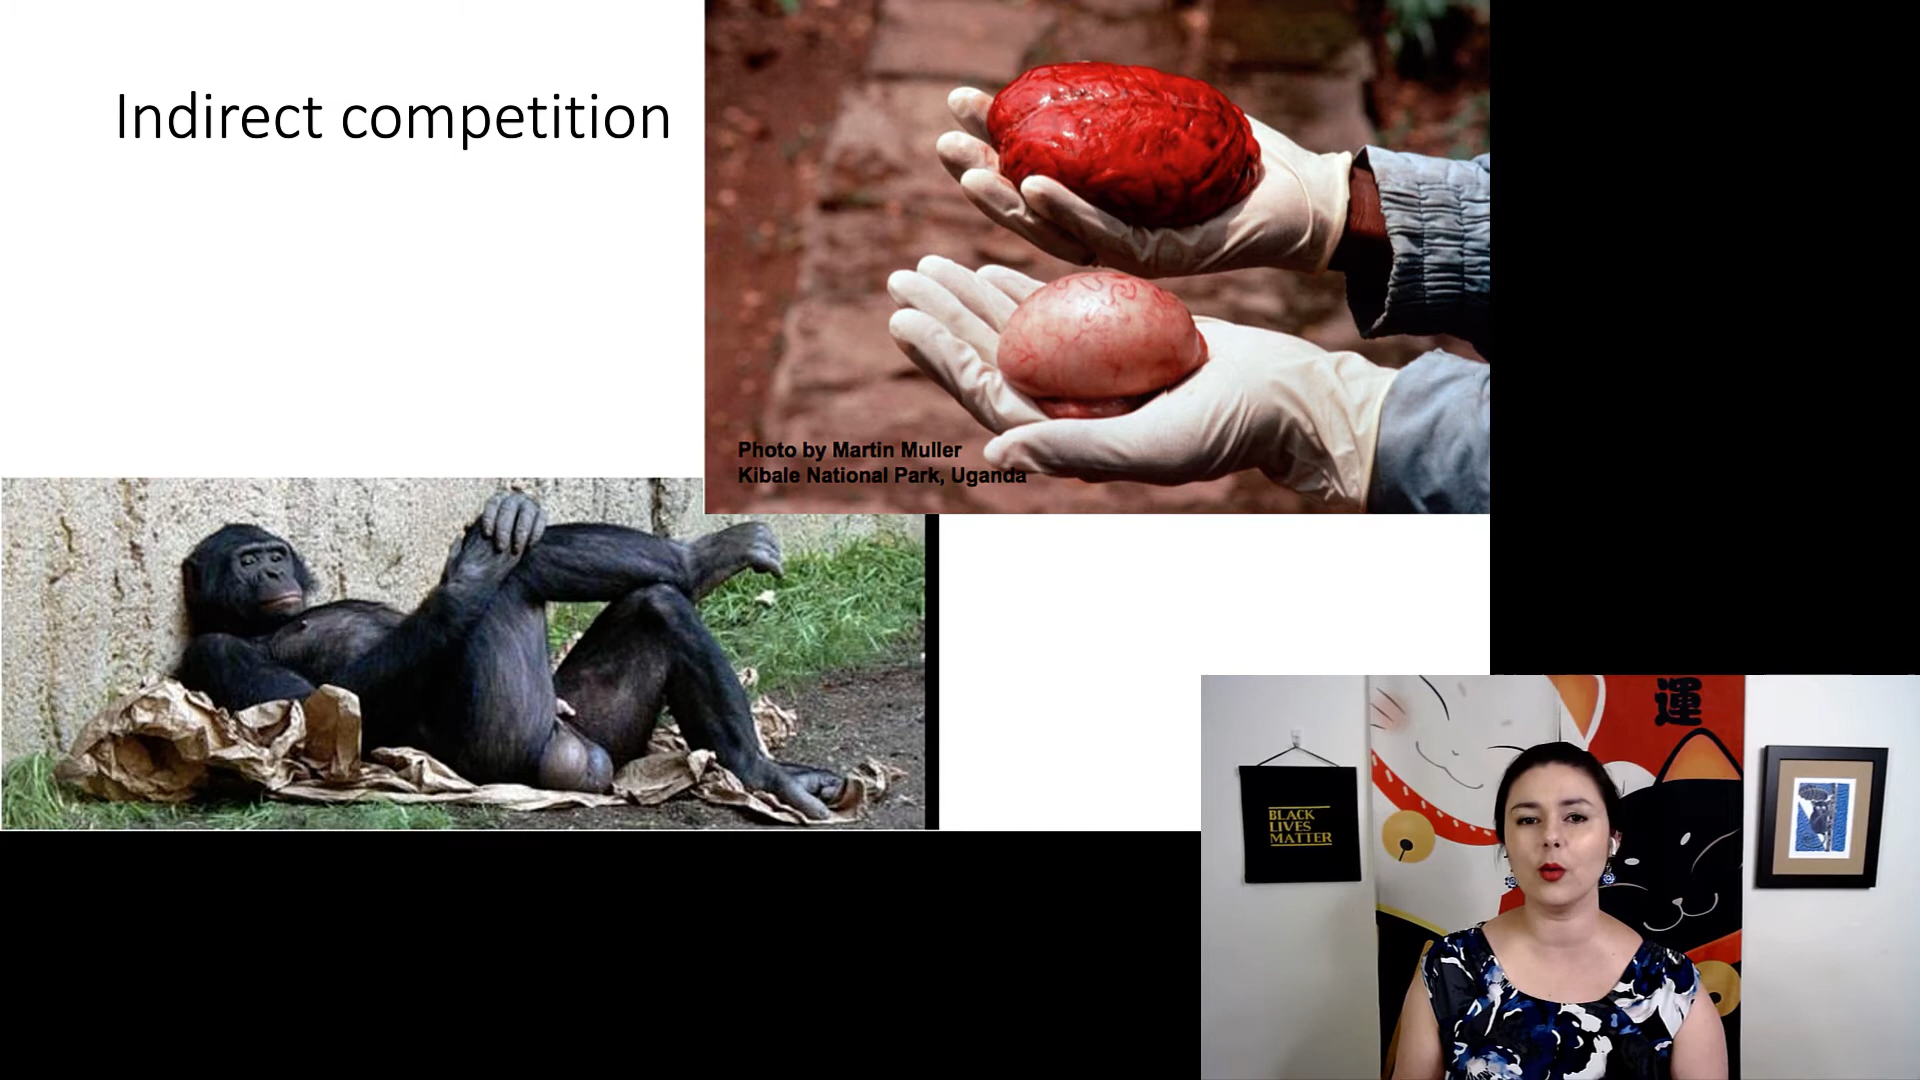 Indirect competition
Photo by Martin Muller
Kibale National Park, Uganda
運
BLACK
LIVES
MATTER